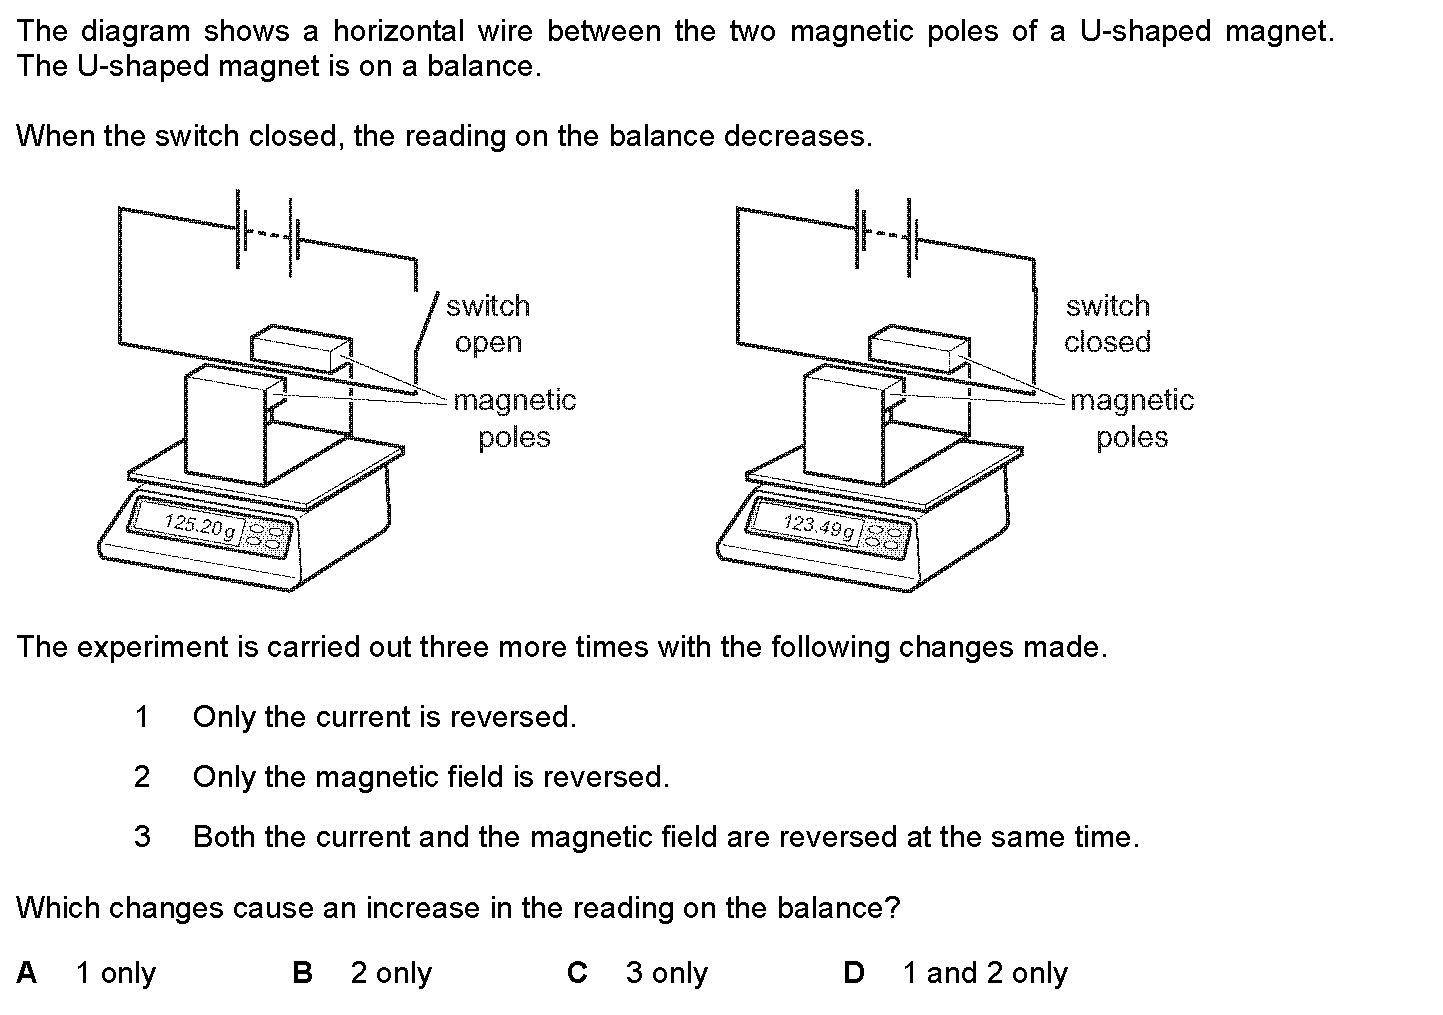 The diagram shows a horizontal wire between the two magnetic poles of a U-shaped magnet.
The U-shaped magnet is on a balance.
When the switch closed, the reading on the balance decreases.
switch
open
magnetic
poles
125.20g
switch
closed
magnetic
poles
123.49g
The experiment is carried out three more times with the following changes made.
1 Only the current is reversed.
2 Only the magnetic field is reversed.
3 Both the current and the magnetic field are reversed at the same time.
Which changes cause an increase in the reading on the balance?
A 1 only B 2 only C 3 only D 1 and 2 only